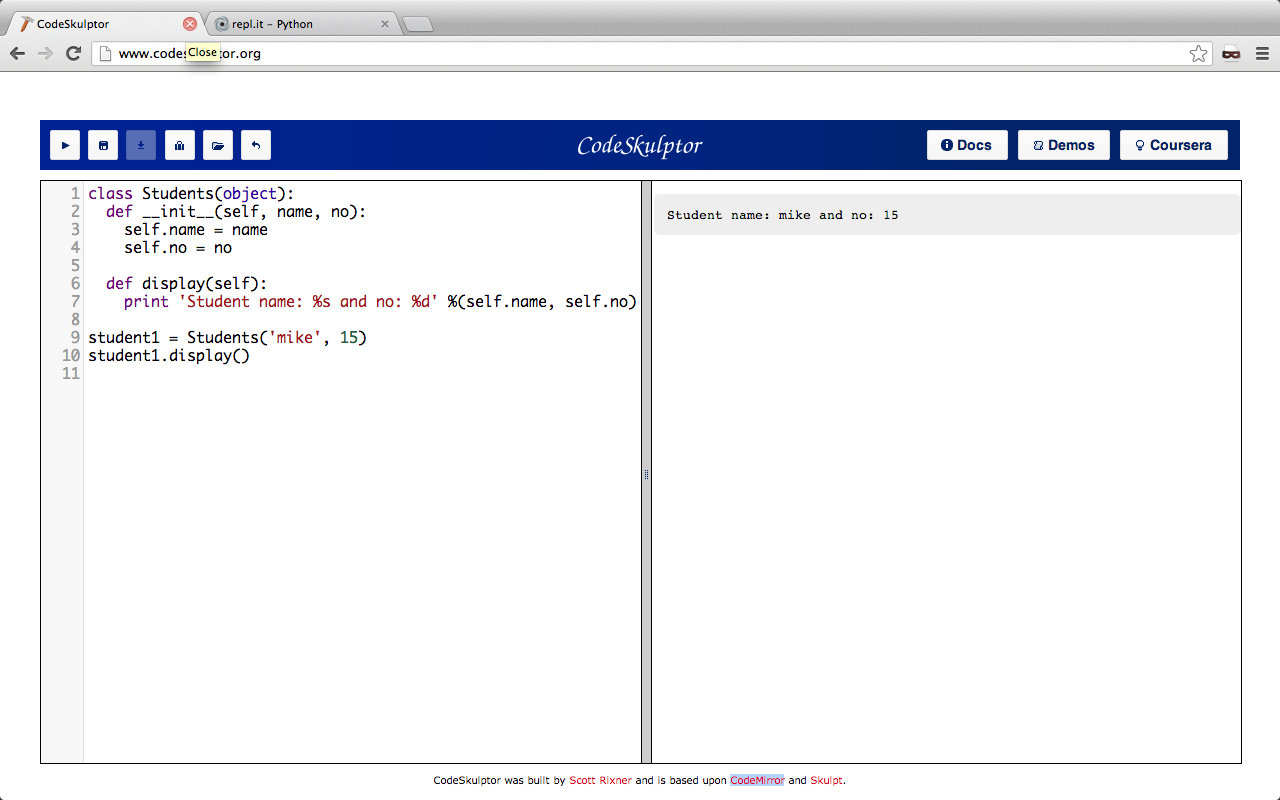 CodeSkulptor
repl.it – Python
www.codes
tor.org
Close
CodeSkulptor
Docs
Demos
Coursera
1 class Students(object):
2   def __init__(self, name, no):
3     self.name = name
4     self.no = no
5
6   def display(self):
7     print 'Student name: %s and no: %d' %(self.name, self.no)
8
9 student1 = Students('mike', 15)
10 student1.display()
11
Student name: mike and no: 15
CodeSkulptor was built by Scott Rixner and is based upon CodeMirror and Skulpt.